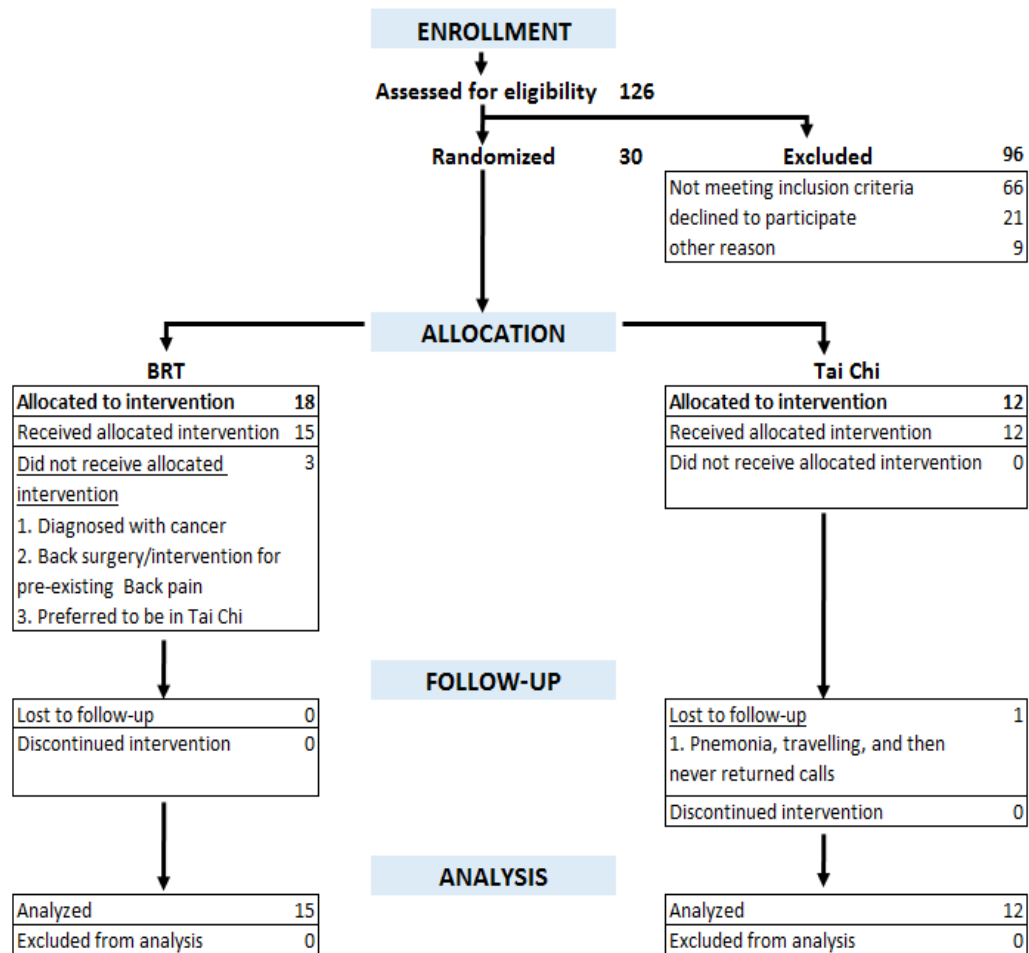 ENROLLMENT
Assessed for eligibility 126
Randomized 30
Excluded 96
Not meeting inclusion criteria 66
declined to participate 21
other reason 9
ALLOCATION
BRT
Allocated to intervention 18
Received allocated intervention 15
Did not receive allocated 3
intervention
1. Diagnosed with cancer
2. Back surgery/intervention for
pre-existing Back pain
3. Preferred to be in Tai Chi
Tai Chi
Allocated to intervention 12
Received allocated intervention 12
Did not receive allocated intervention 0
FOLLOW-UP
Lost to follow-up 0
Discontinued intervention 0
Lost to follow-up 1
1. Pnemonia, travelling, and then
never returned calls
Discontinued intervention 0
ANALYSIS
Analyzed 15
Excluded from analysis 0
Analyzed 12
Excluded from analysis 0